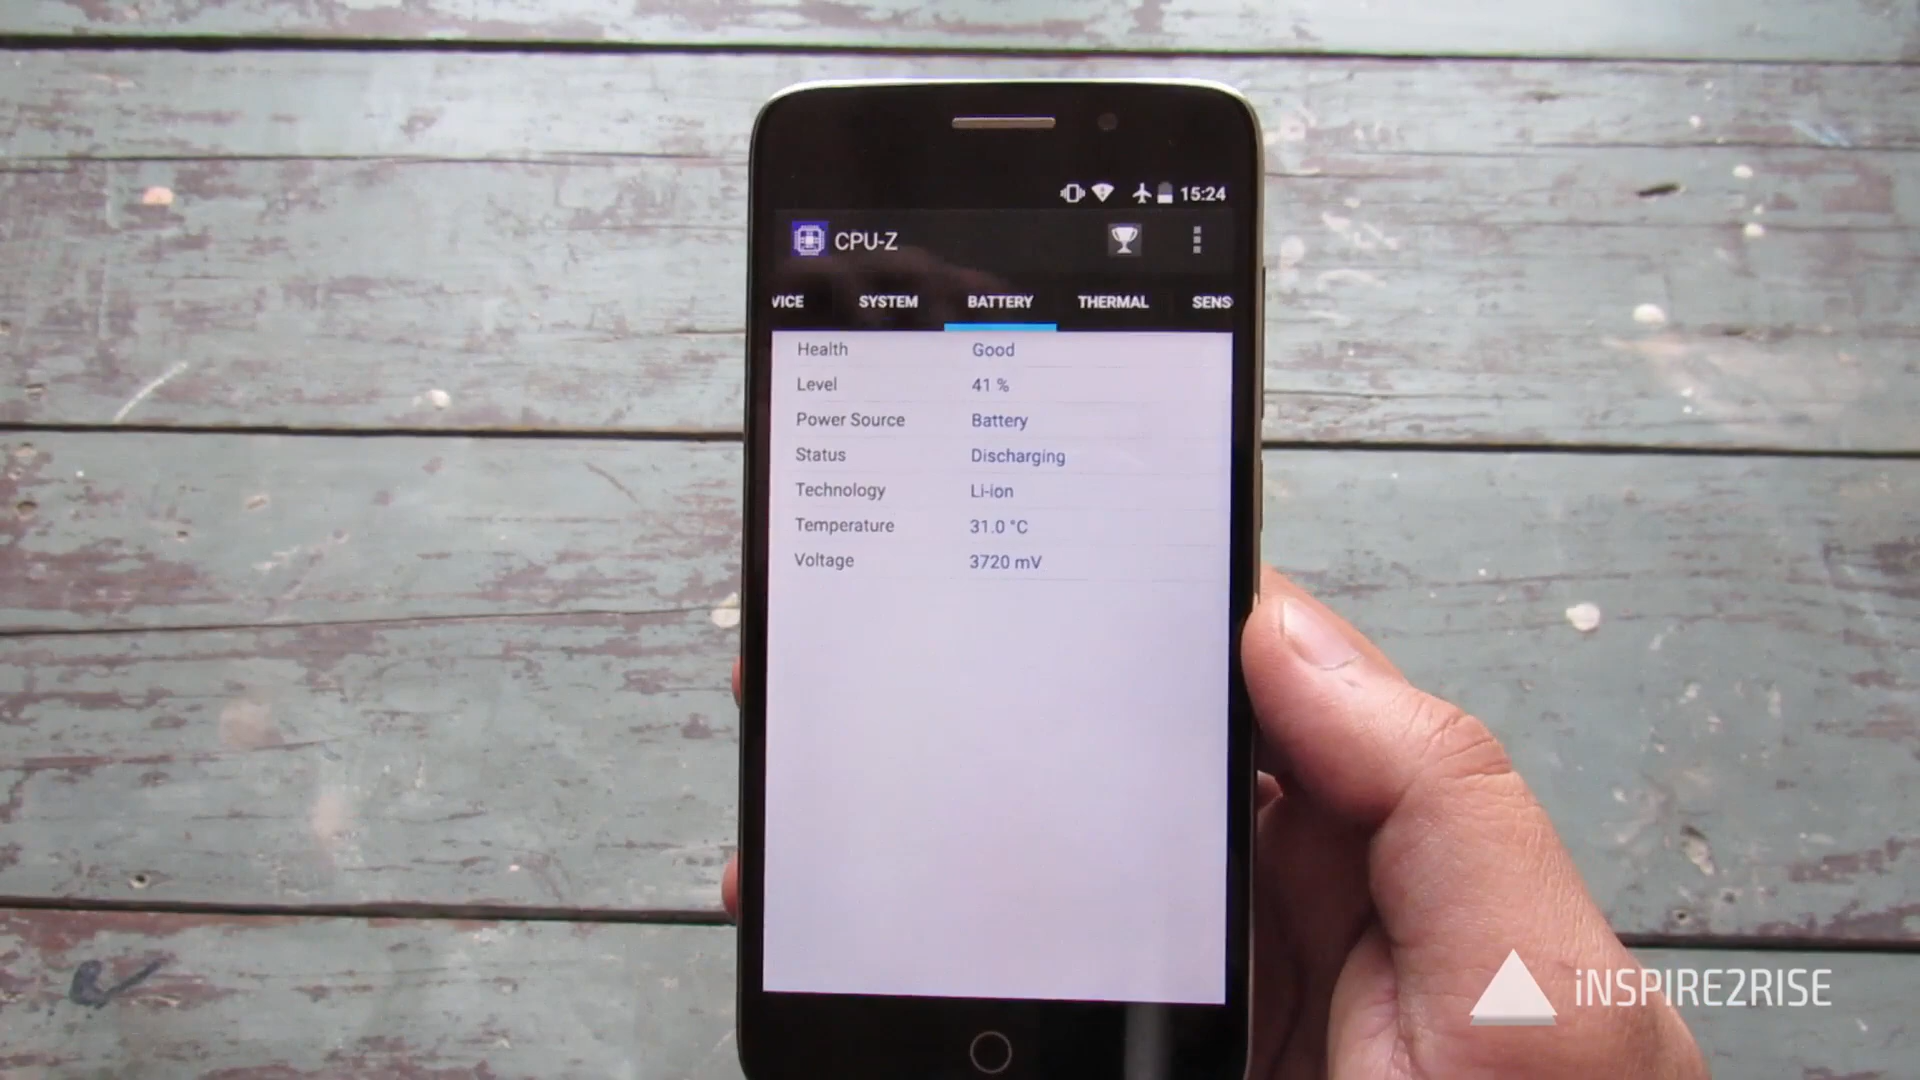 15:24
CPU-Z
VICE SYSTEM BATTERY THERMAL SENS
Health Good
Level 41 %
Power Source Battery
Status Discharging
Technology Li-ion
Temperature 31.0 °C
Voltage 3720 mV
iNSPIRE2RISE